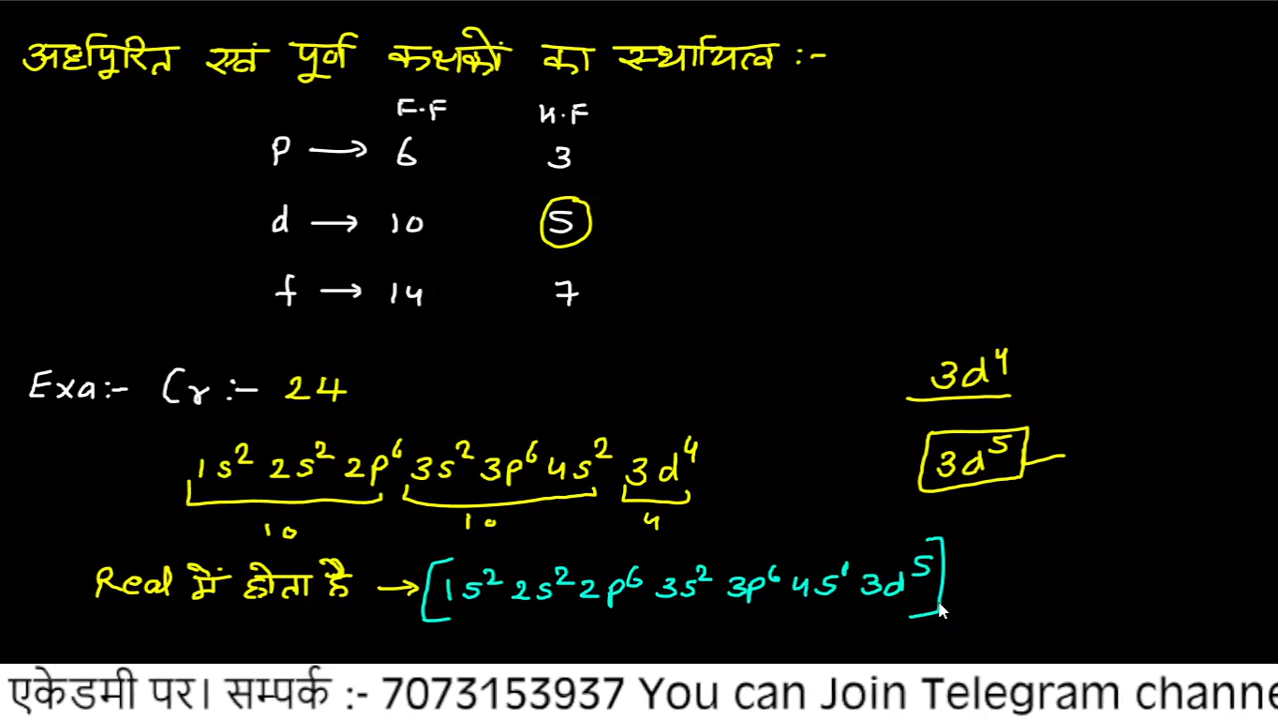 अर्धपूरित एवं पूर्ण कक्षकों का स्थायित्व :-
F.F H.F
p → 6 3
d → 10 5
f → 14 7
3d⁴
Exa:- Cr :- 24
3d⁵
1s² 2s² 2p⁶ 3s² 3p⁶ 4s² 3d⁴
10 10 4
Real में होता है → [1s² 2s² 2p⁶ 3s² 3p⁶ 4s¹ 3d⁵]
एकेडमी पर। सम्पर्क :- 7073153937 You can Join Telegram channe